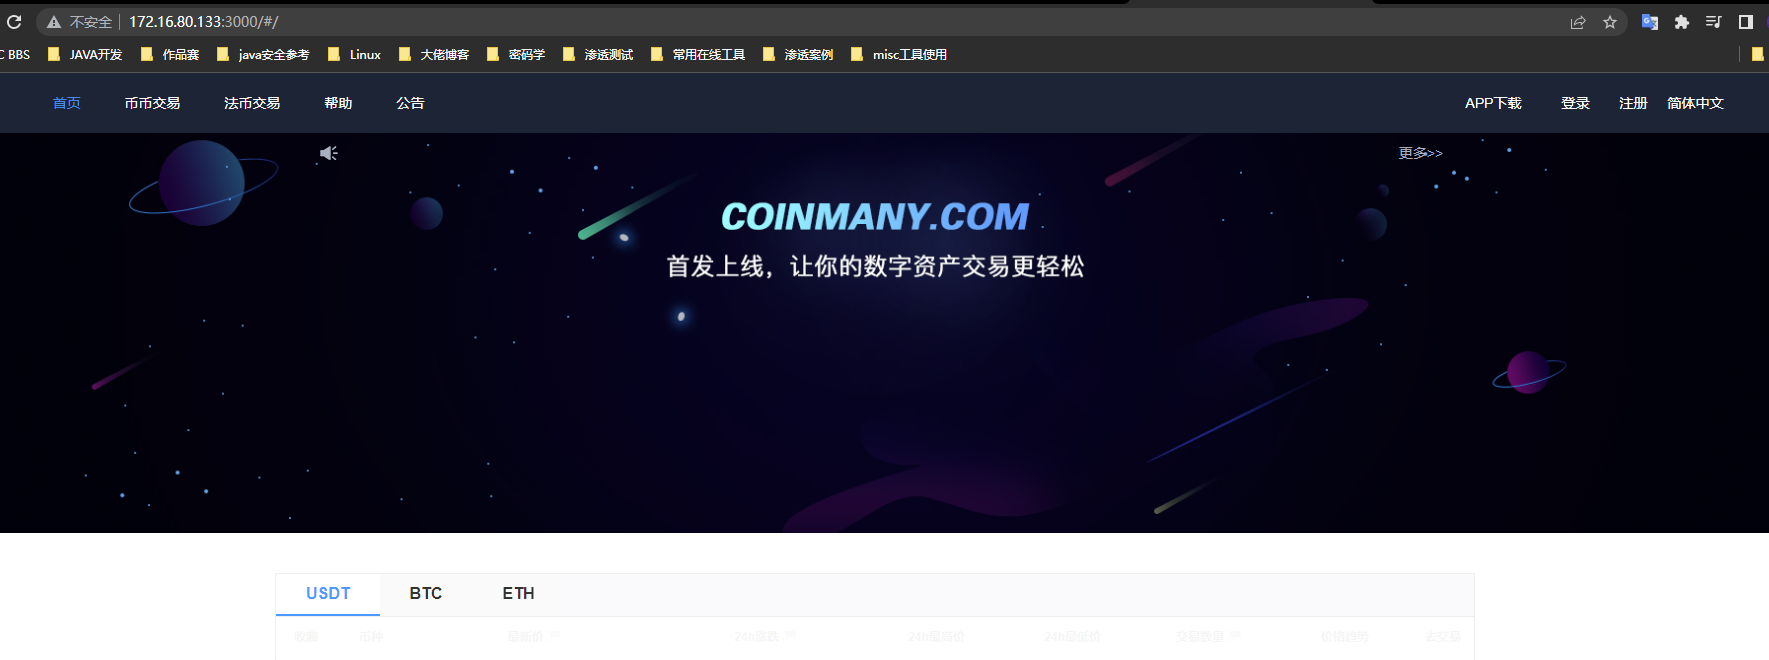 不安全 172.16.80.133:3000/#/
C BBS JAVA开发 作品赛 java安全参考 Linux 大佬博客 密码学 渗透测试 常用在线工具 渗透案例 misc工具使用
首页 币币交易 法币交易 帮助 公告 APP下载 登录 注册 简体中文
更多>>
COINMANY.COM
首发上线，让你的数字资产交易更轻松
USDT BTC ETH
收藏 币种 最新价 24h涨跌 24h最高价 24h最低价 交易数量 价格趋势 去交易